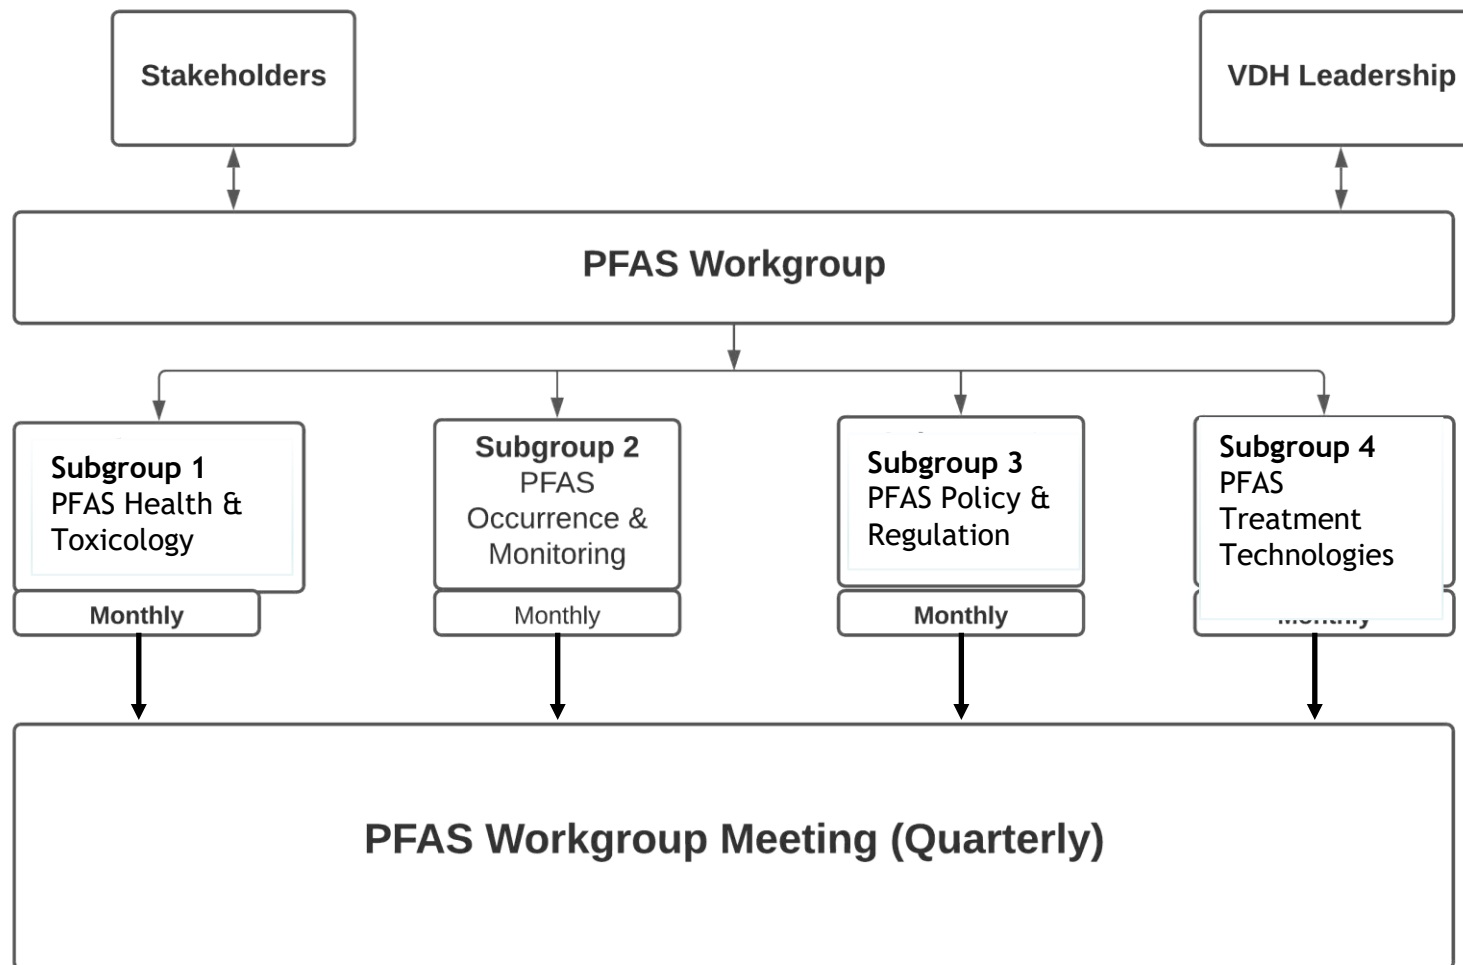 Stakeholders
VDH Leadership
PFAS Workgroup
Subgroup 1
PFAS Health &
Toxicology
Subgroup 2
PFAS
Occurrence &
Monitoring
Subgroup 3
PFAS Policy &
Regulation
Subgroup 4
PFAS
Treatment
Technologies
Monthly
Monthly
Monthly
Monthly
PFAS Workgroup Meeting (Quarterly)